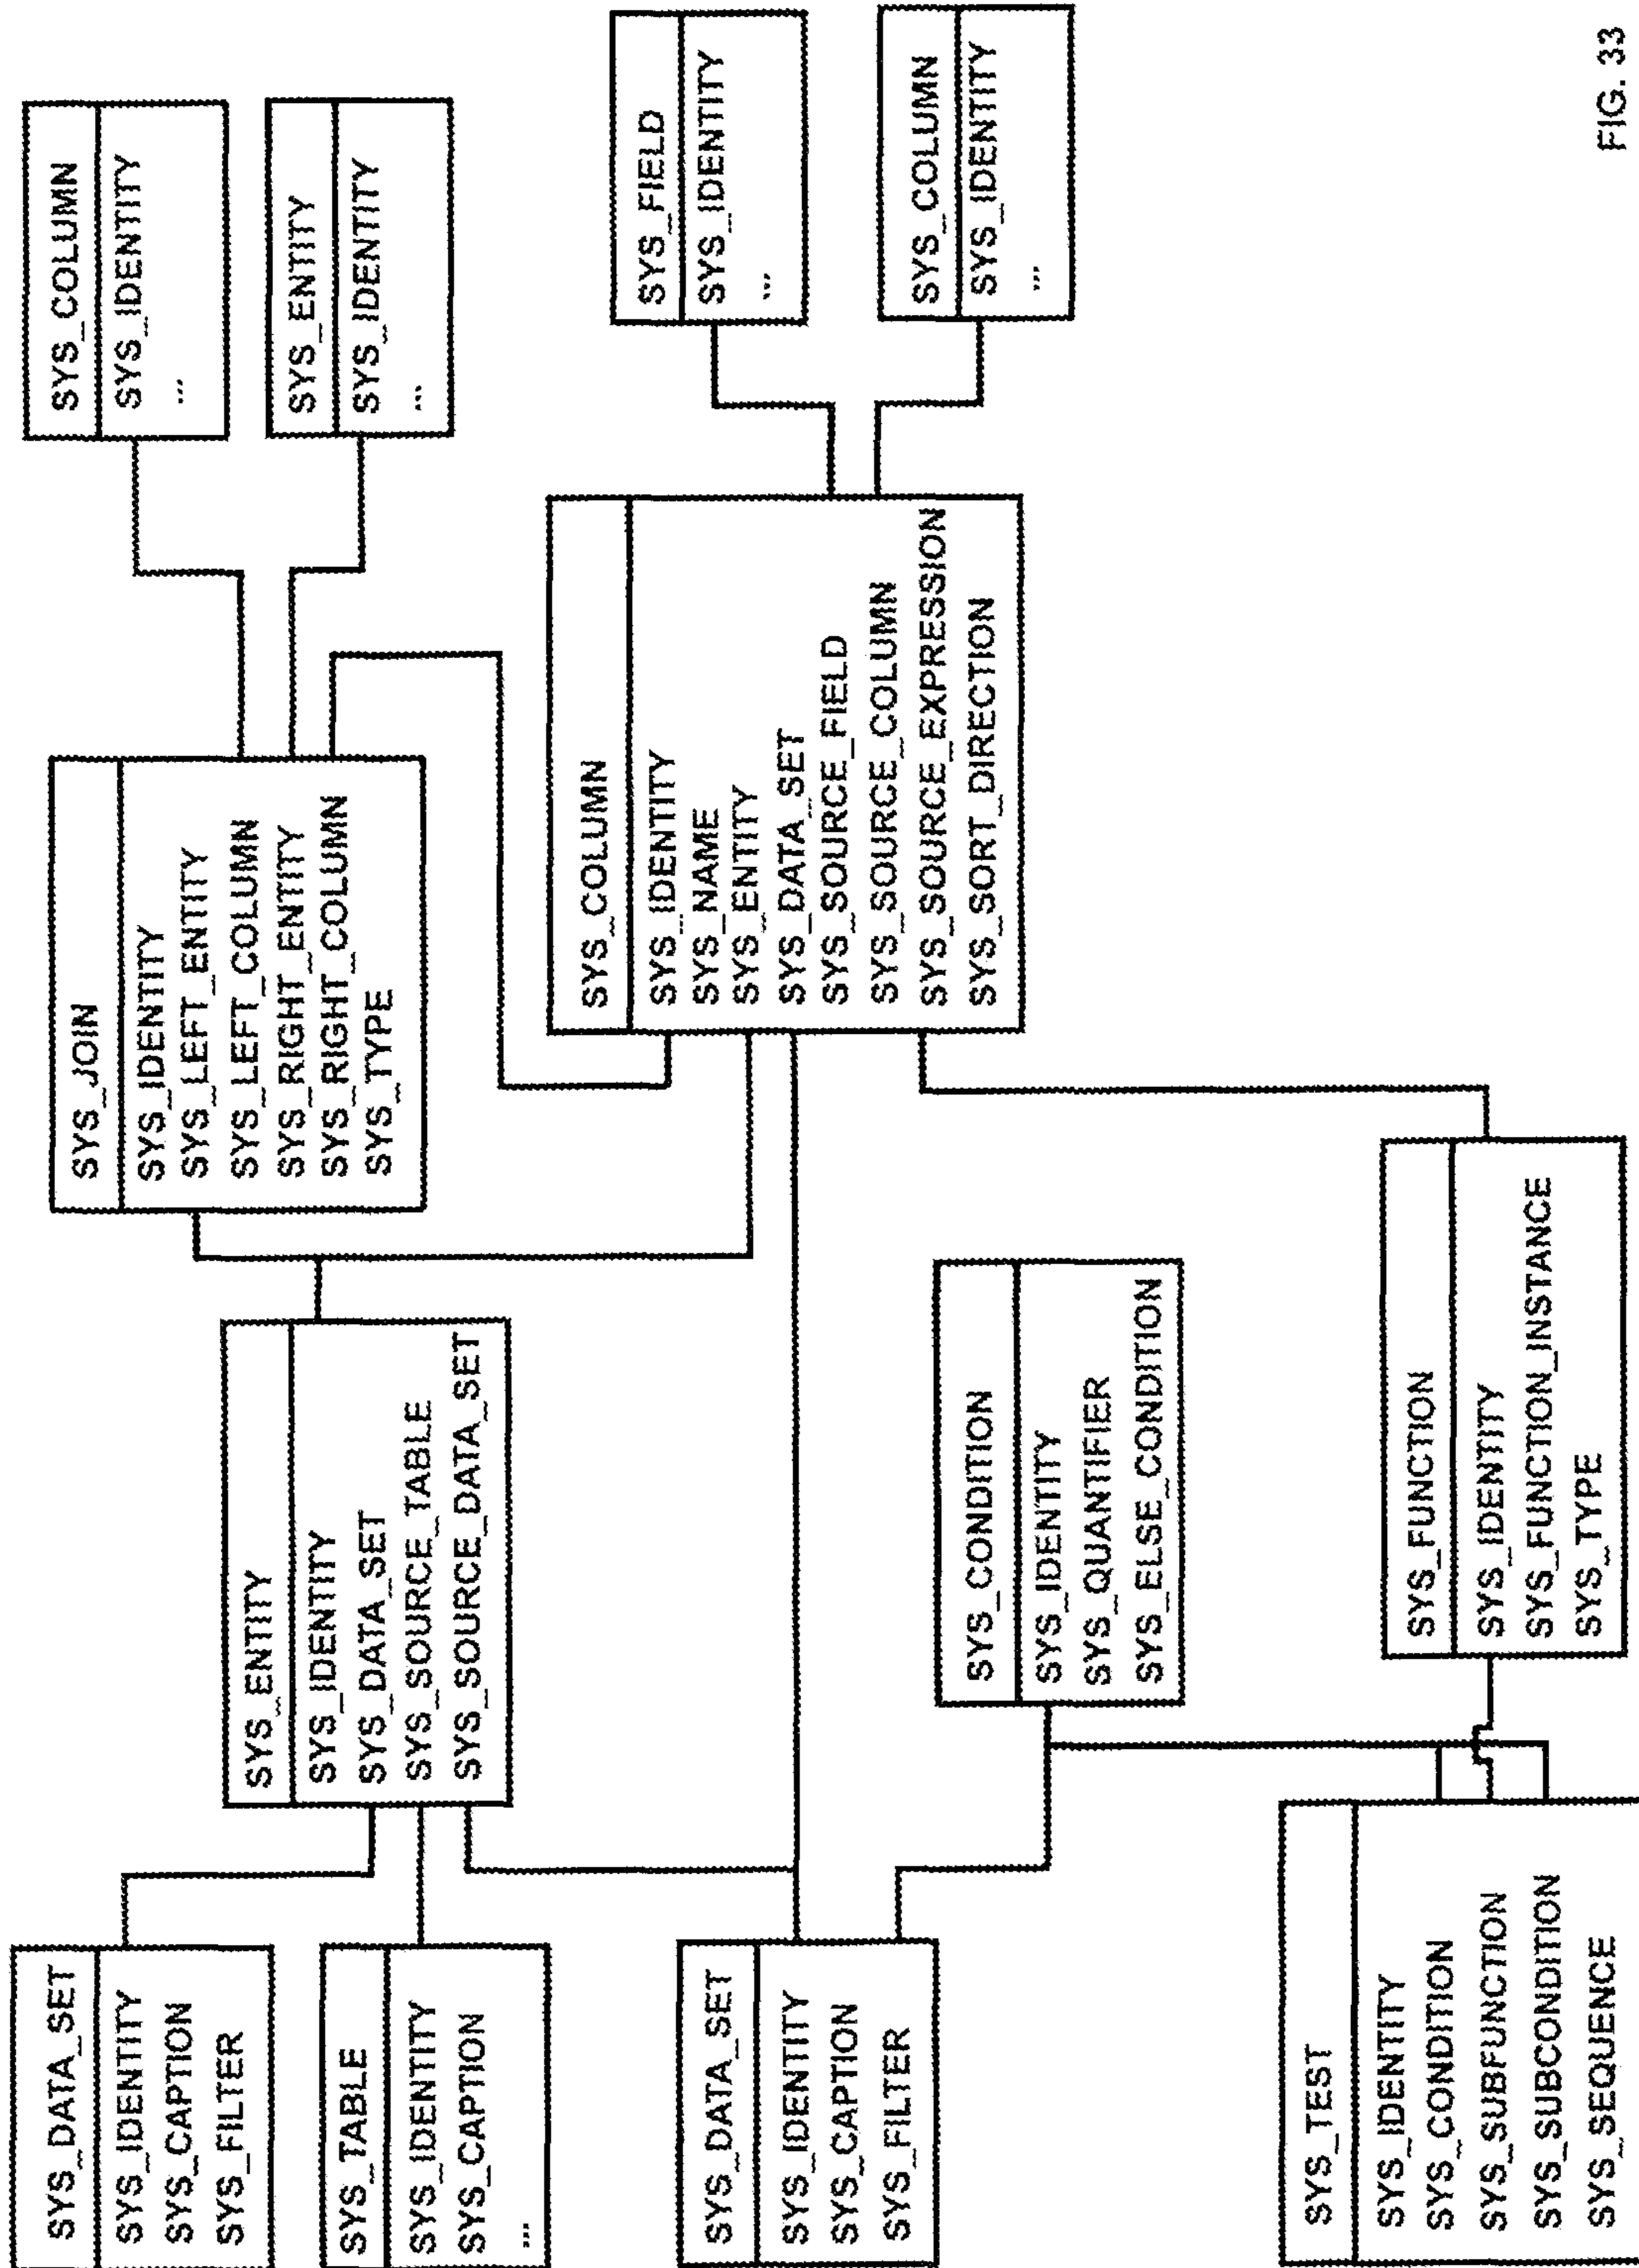 SYS_DATA_SET
SYS_IDENTITY
SYS_CAPTION
SYS_FILTER
SYS_TABLE
SYS_IDENTITY
SYS_CAPTION
...
SYS_DATA_SET
SYS_IDENTITY
SYS_CAPTION
SYS_FILTER
SYS_TEST
SYS_IDENTITY
SYS_CONDITION
SYS_SUBFUNCTION
SYS_SUBCONDITION
SYS_SEQUENCE
SYS_ENTITY
SYS_IDENTITY
SYS_DATA_SET
SYS_SOURCE_TABLE
SYS_SOURCE_DATA_SET
SYS_CONDITION
SYS_IDENTITY
SYS_QUANTIFIER
SYS_ELSE_CONDITION
SYS_FUNCTION
SYS_IDENTITY
SYS_FUNCTION_INSTANCE
SYS_TYPE
SYS_JOIN
SYS_IDENTITY
SYS_LEFT_ENTITY
SYS_LEFT_COLUMN
SYS_RIGHT_ENTITY
SYS_RIGHT_COLUMN
SYS_TYPE
SYS_COLUMN
SYS_IDENTITY
SYS_NAME
SYS_ENTITY
SYS_DATA_SET
SYS_SOURCE_FIELD
SYS_SOURCE_COLUMN
SYS_SOURCE_EXPRESSION
SYS_SORT_DIRECTION
SYS_COLUMN
SYS_IDENTITY
...
SYS_ENTITY
SYS_IDENTITY
...
SYS_FIELD
SYS_IDENTITY
...
SYS_COLUMN
SYS_IDENTITY
...
FIG. 33